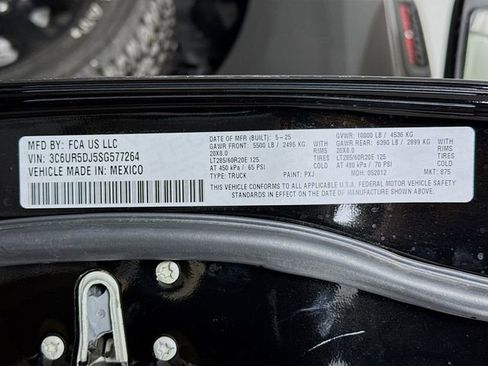 MFD BY: FCA US LLC
VIN: 3C6UR5DJ5SG577264
VEHICLE MADE IN: MEXICO
DATE OF MFR (BUILT): 5-25
GAWR FRONT: 5500 LB / 2495 KG
WITH
20X8.0
RIMS
LT285/60R20E 125
TIRES
AT 450 kPa / 65 PSI
COLD
TYPE: TRUCK
PAINT: PXJ
GVWR: 10000 LB / 4536 KG
GAWR REAR: 6390 LB / 2899 KG
WITH
20X8.0
RIMS
LT285/60R20E 125
TIRES
AT 480 kPa / 70 PSI
COLD
MDH: 052012
MKT: 875
THIS VEHICLE CONFORMS TO ALL APPLICABLE U.S.A. FEDERAL MOTOR VEHICLE SAFETY
STANDARDS IN EFFECT ON THE DATE OF MANUFACTURE SHOWN ABOVE.